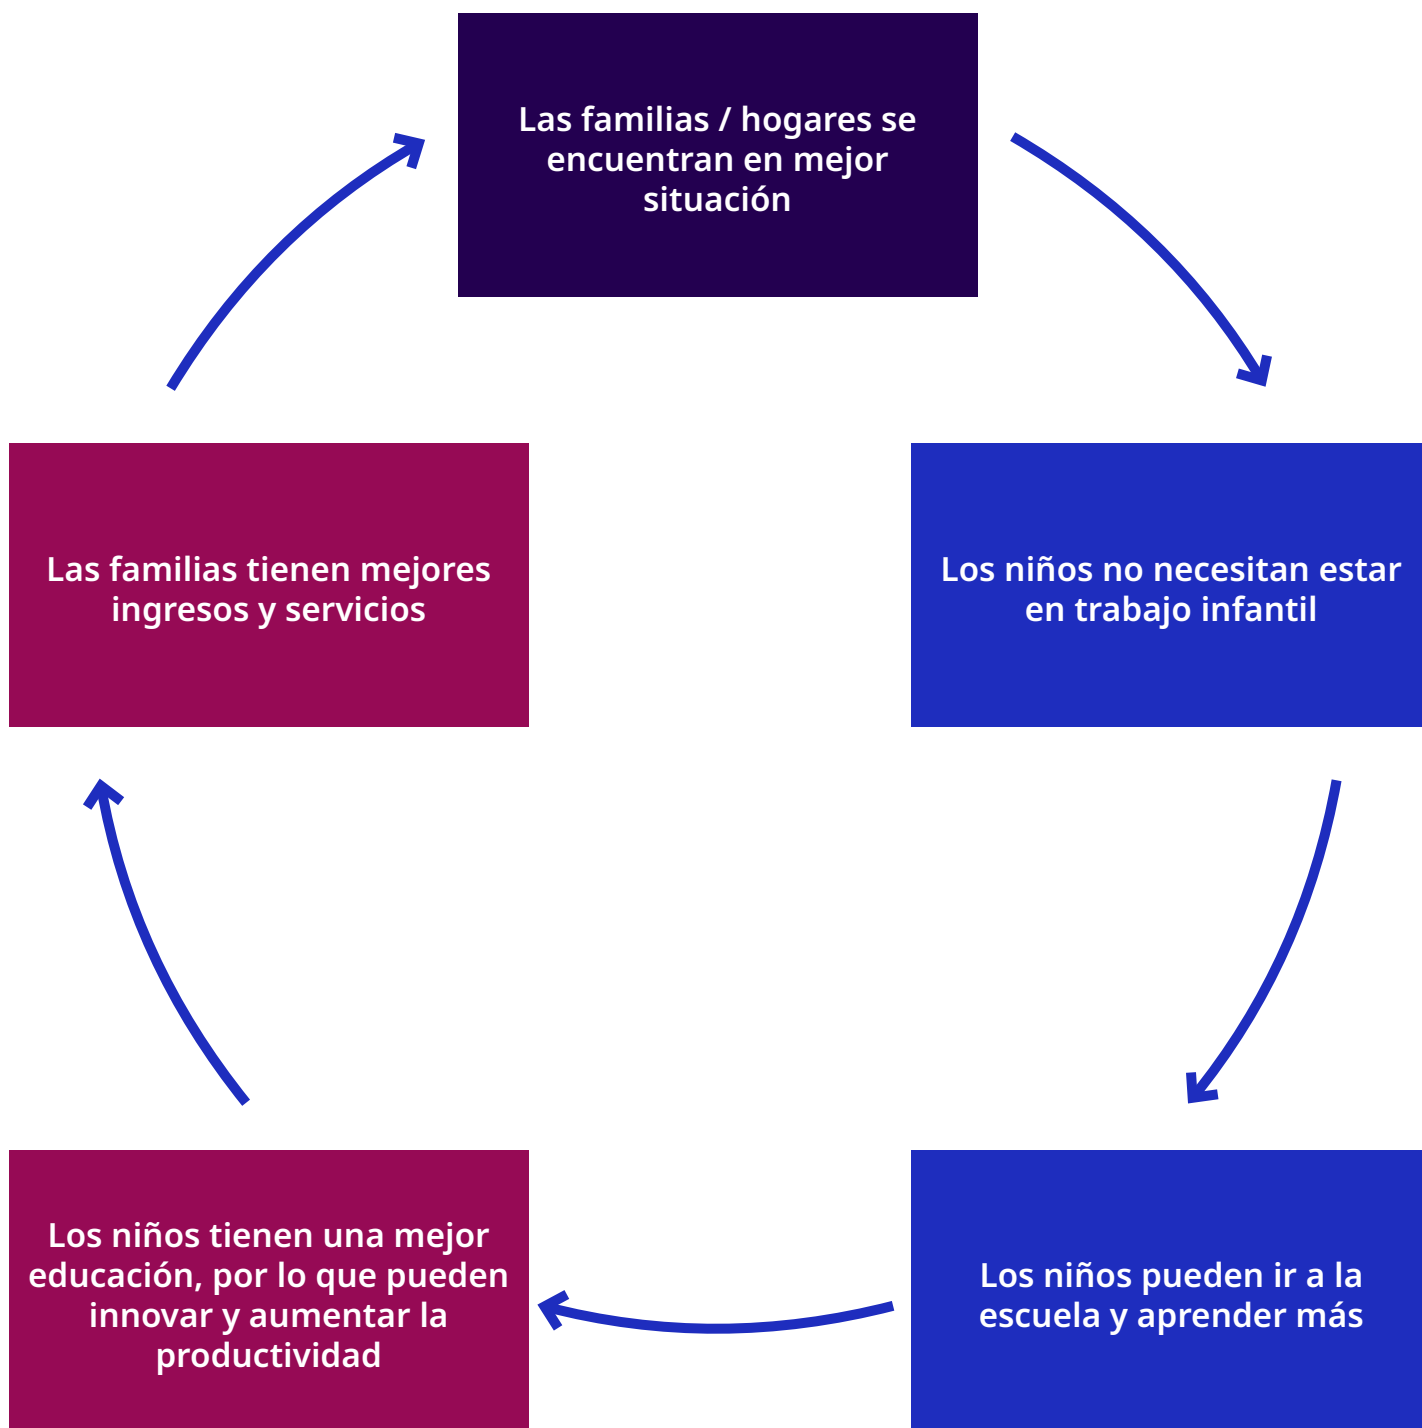 Las familias / hogares se
encuentran en mejor
situación
Los niños no necesitan estar
en trabajo infantil
Los niños pueden ir a la
escuela y aprender más
Los niños tienen una mejor
educación, por lo que pueden
innovar y aumentar la
productividad
Las familias tienen mejores
ingresos y servicios